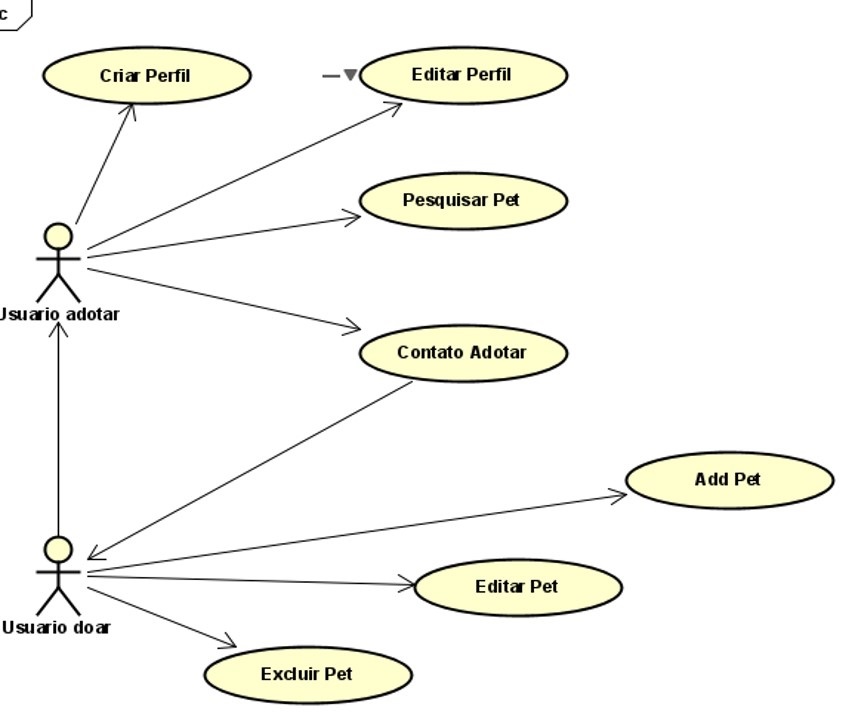 c
Criar Perfil
Editar Perfil
Pesquisar Pet
Usuario adotar
Contato Adotar
Add Pet
Editar Pet
Usuario doar
Excluir Pet